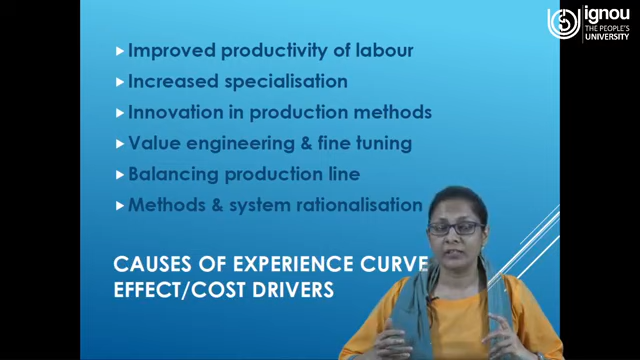 ignou
THE PEOPLE'S
UNIVERSITY
Improved productivity of labour
Increased specialisation
Innovation in production methods
Value engineering & fine tuning
Balancing production line
Methods & system rationalisation
CAUSES OF EXPERIENCE CURVE
EFFECT/COST DRIVERS